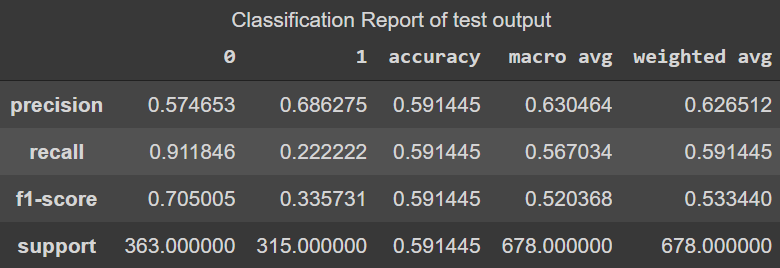 Classification Report of test output
0 1 accuracy macro avg weighted avg
precision 0.574653 0.686275 0.591445 0.630464 0.626512
recall 0.911846 0.222222 0.591445 0.567034 0.591445
f1-score 0.705005 0.335731 0.591445 0.520368 0.533440
support 363.000000 315.000000 0.591445 678.000000 678.000000